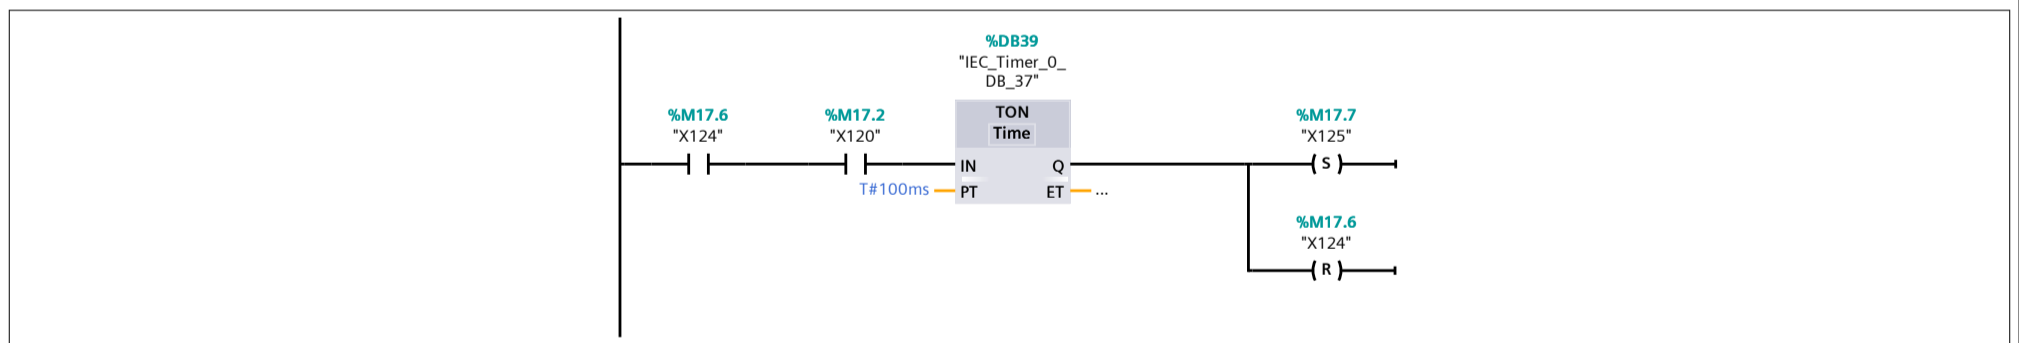 %DB39
"IEC_Timer_0_
DB_37"
%M17.6
"X124"
%M17.2
"X120"
TON
Time
%M17.7
"X125"
IN
Q
S
T#100ms
PT
ET
...
%M17.6
"X124"
R